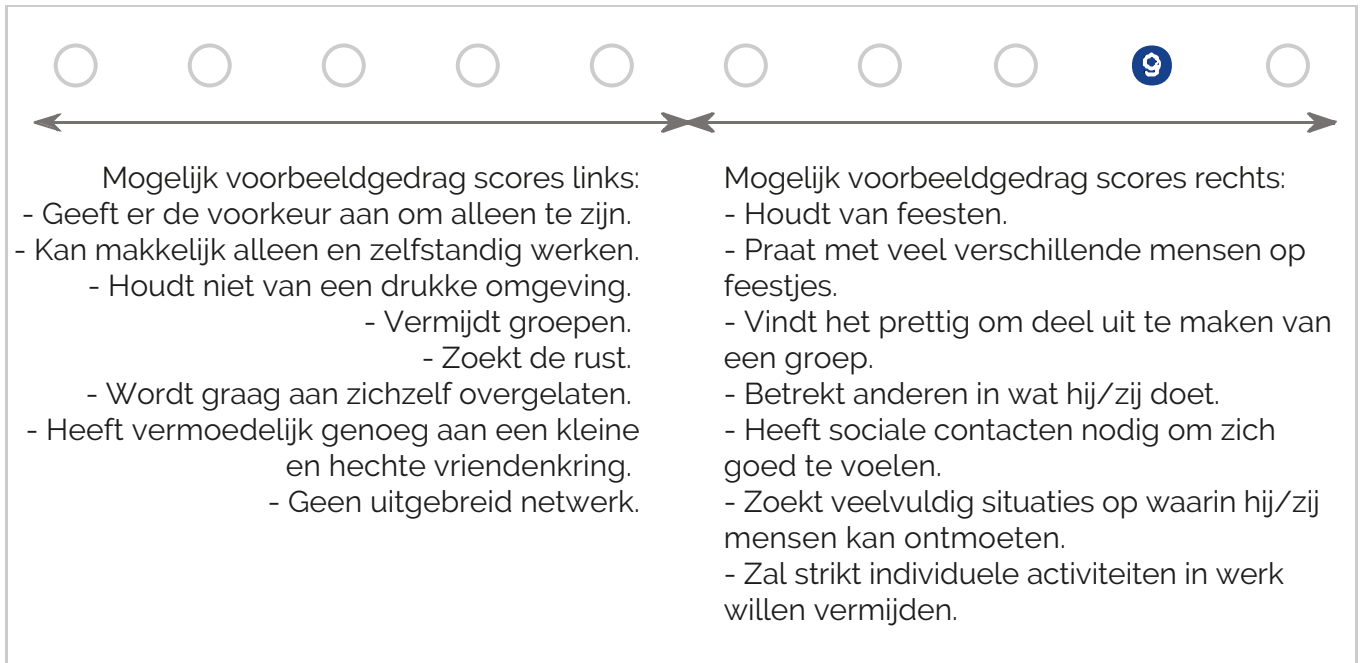 9
Mogelijk voorbeeldgedrag scores links:
- Geeft er de voorkeur aan om alleen te zijn.
- Kan makkelijk alleen en zelfstandig werken.
- Houdt niet van een drukke omgeving.
- Vermijdt groepen.
- Zoekt de rust.
- Wordt graag aan zichzelf overgelaten.
- Heeft vermoedelijk genoeg aan een kleine
en hechte vriendenkring.
- Geen uitgebreid netwerk.
Mogelijk voorbeeldgedrag scores rechts:
- Houdt van feesten.
- Praat met veel verschillende mensen op
feestjes.
- Vindt het prettig om deel uit te maken van
een groep.
- Betrekt anderen in wat hij/zij doet.
- Heeft sociale contacten nodig om zich
goed te voelen.
- Zoekt veelvuldig situaties op waarin hij/zij
mensen kan ontmoeten.
- Zal strikt individuele activiteiten in werk
willen vermijden.